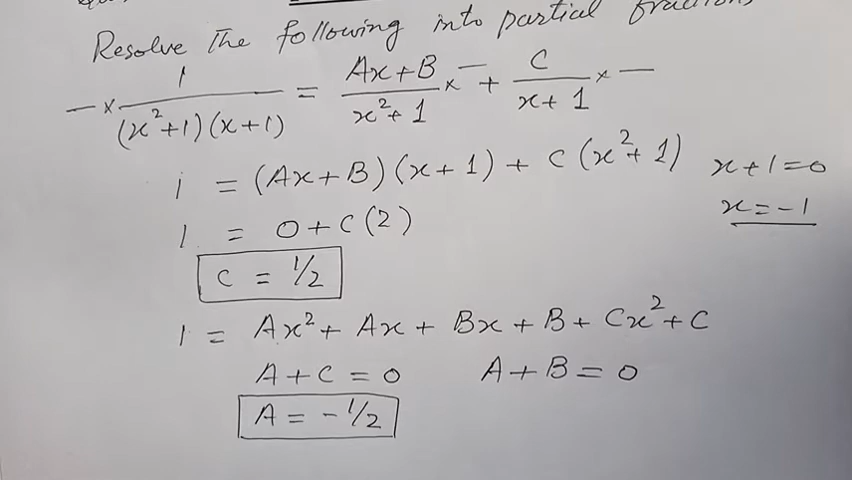 Resolve The following into partial fractions
— × 1/((x²+1)(x+1)) = (Ax+B)/(x²+1) × — + C/(x+1) × —
1 = (Ax+B)(x+1) + C(x²+1) x+1=0
1 = 0+C(2) x=-1
C = 1/2
1 = Ax²+ Ax + Bx + B + Cx²+C
A+C=0 A+B=0
A = -1/2